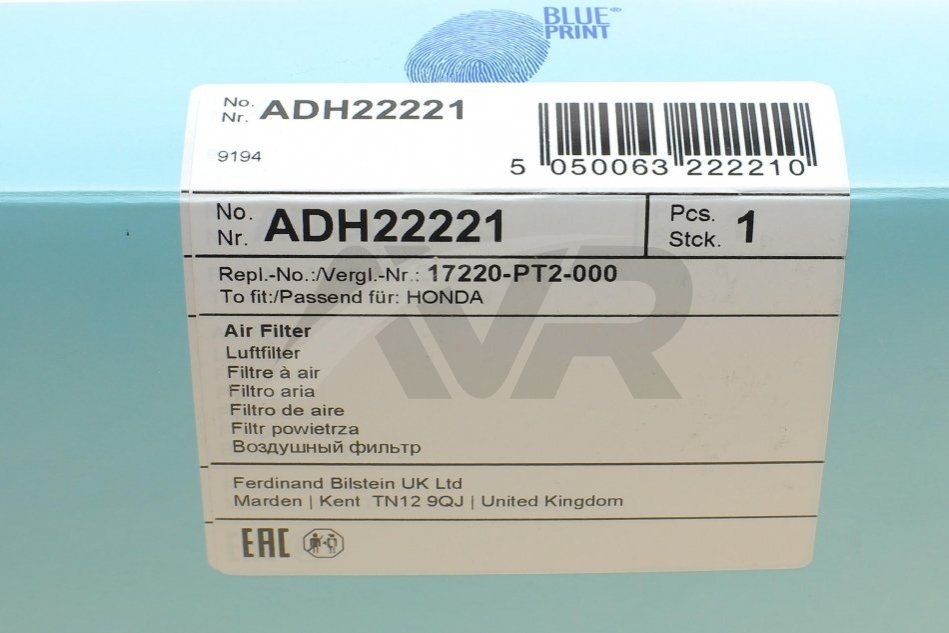 BLUE
PRINT®
No.
Nr. ADH22221
9194
5 050063 222210
No.
Nr. ADH22221
Pcs.
Stck. 1
Repl.-No.:/Vergl.-Nr.: 17220-PT2-000
To fit:/Passend für: HONDA
Air Filter
Luftfilter
Filtre à air
Filtro aria
Filtro de aire
Filtr powietrza
Воздушный фильтр
Ferdinand Bilstein UK Ltd
Marden | Kent TN12 9QJ | United Kingdom
EAC
AVR